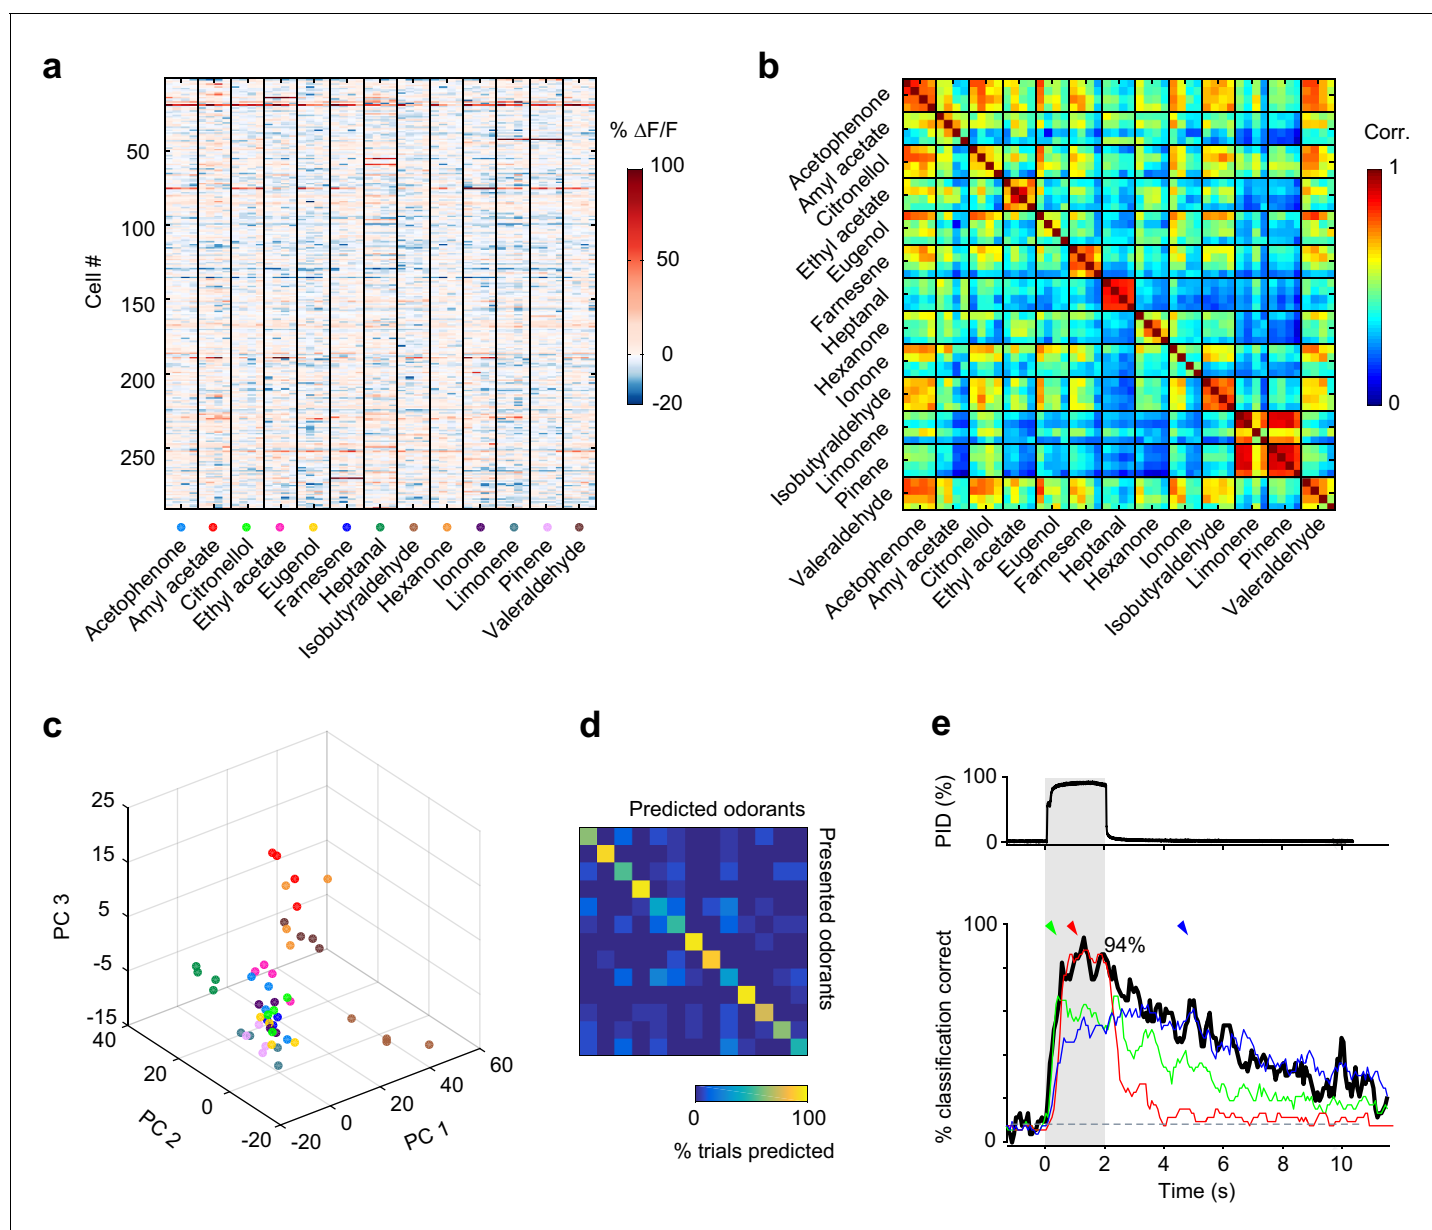 a
% ΔF/F
100
50
0
-20
Cell #
50
100
150
200
250
Acetophenone
Amyl acetate
Citronellol
Ethyl acetate
Eugenol
Farnesene
Heptanal
Isobutyraldehyde
Hexanone
Ionone
Limonene
Pinene
Valeraldehyde
b
Corr.
1
0
Acetophenone
Amyl acetate
Citronellol
Ethyl acetate
Eugenol
Farnesene
Heptanal
Hexanone
Ionone
Isobutyraldehyde
Limonene
Pinene
Valeraldehyde
Acetophenone
Amyl acetate
Citronellol
Ethyl acetate
Eugenol
Farnesene
Heptanal
Hexanone
Ionone
Isobutyraldehyde
Limonene
Pinene
Valeraldehyde
c
PC 3
25
15
5
-5
-15
40
20
0
-20
PC 2
-20
0
20
40
60
PC 1
d
Predicted odorants
Presented odorants
0
100
% trials predicted
e
PID (%)
100
0
% classification correct
100
0
94%
0
2
4
6
8
10
Time (s)